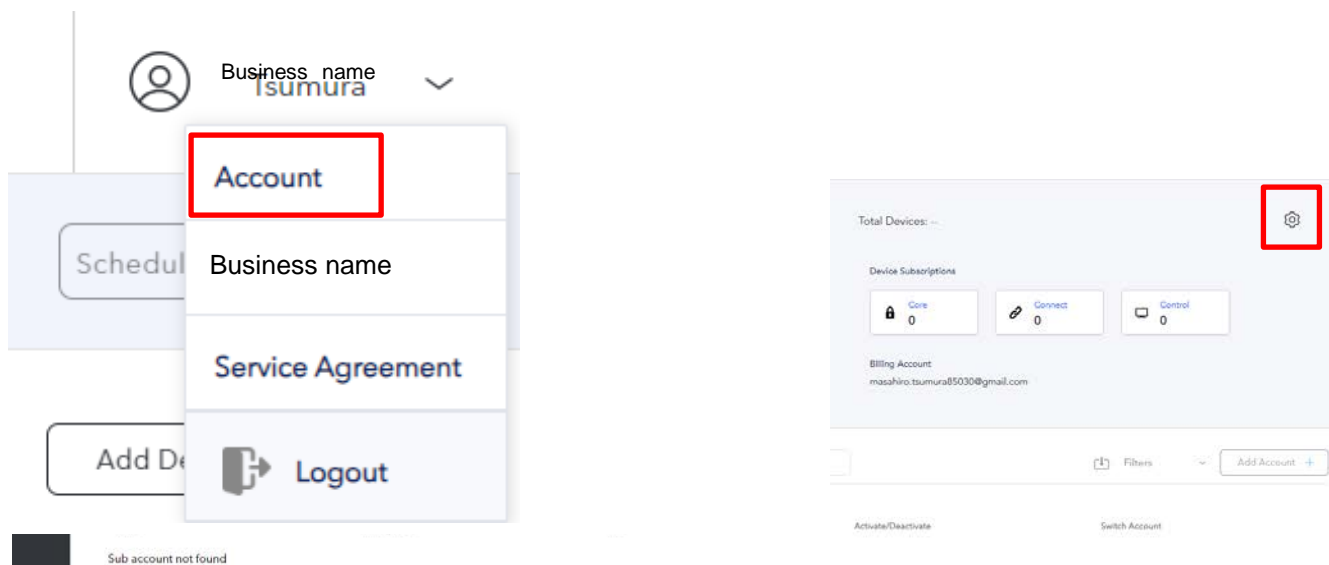 Business name
Tsumura
Account
Schedul
Business name
Service Agreement
Add De
Logout
Sub account not found
Total Devices: --
Device Subscriptions
Core
0
Connect
0
Control
0
Billing Account
masahiro.tsumura85030@gmail.com
Filters
Add Account +
Activate/Deactivate
Switch Account